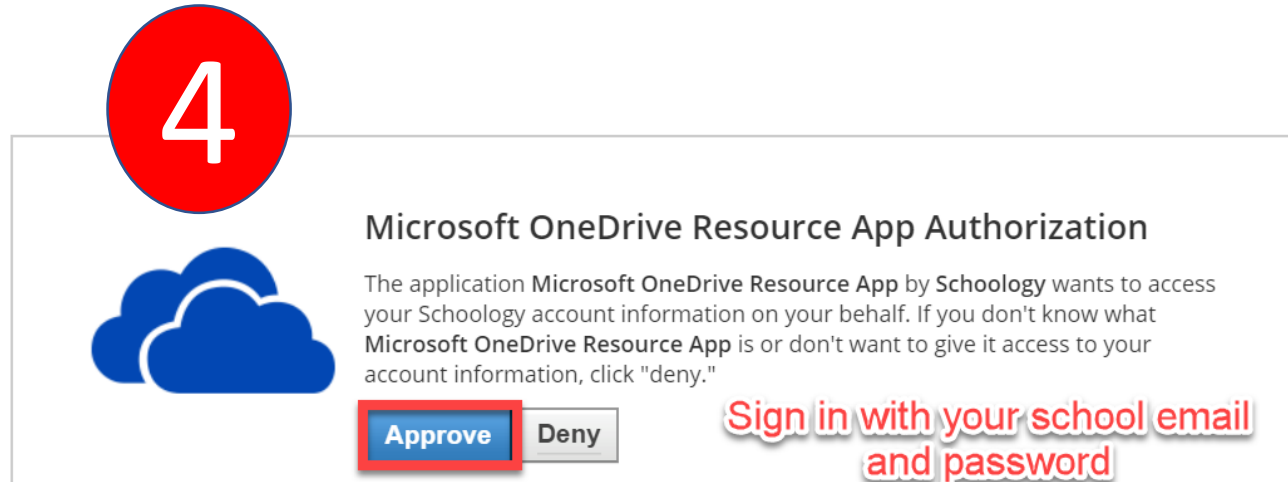 4
Microsoft OneDrive Resource App Authorization
The application Microsoft OneDrive Resource App by Schoology wants to access
your Schoology account information on your behalf. If you don't know what
Microsoft OneDrive Resource App is or don't want to give it access to your
account information, click "deny."
Approve Deny
Sign in with your school email
and password